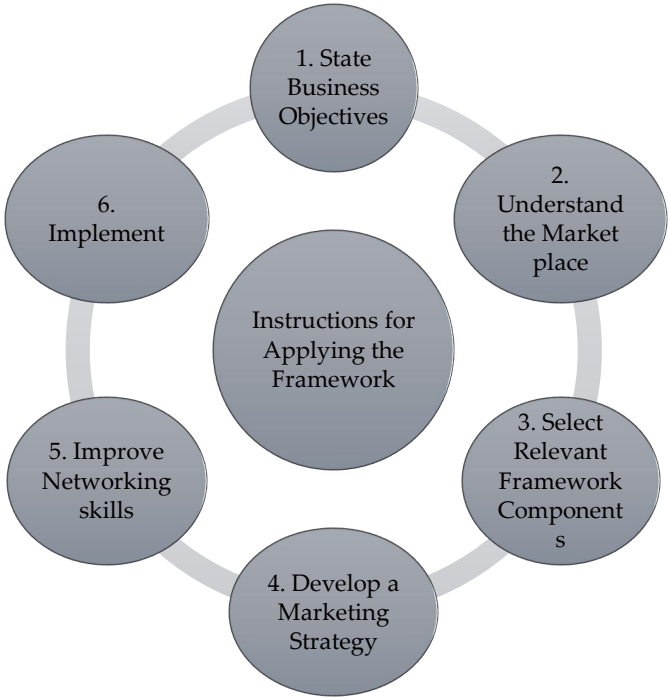 1. State
Business
Objectives
2.
Understand
the Market
place
3. Select
Relevant
Framework
Component
s
4. Develop a
Marketing
Strategy
5. Improve
Networking
skills
6.
Implement
Instructions for
Applying the
Framework